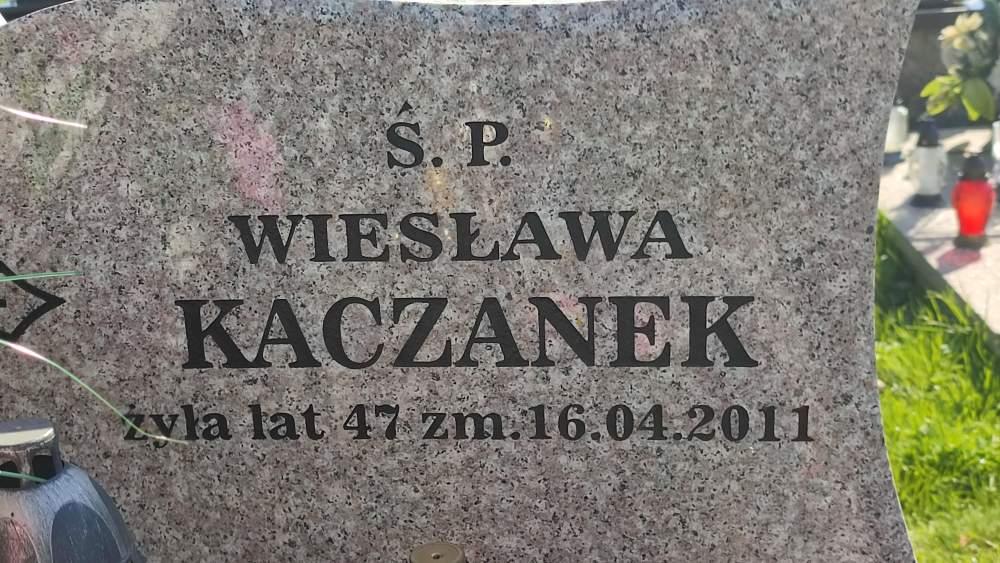 Ś. P.
WIESŁAWA
KACZANEK
żyła lat 47 zm.16.04.2011